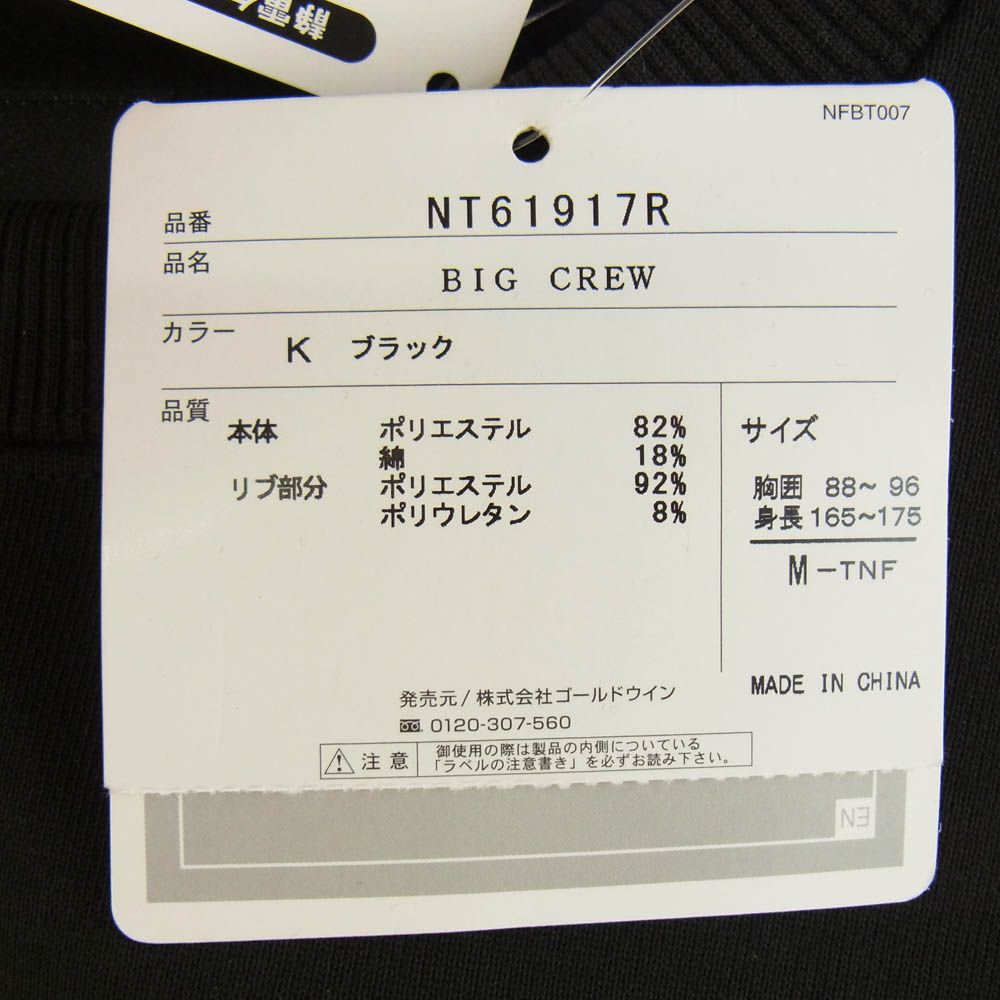 静電
NFBT007
品番 NT61917R
品名 BIG CREW
カラー K ブラック
品質
本体 ポリエステル 82%
綿 18%
リブ部分 ポリエステル 92%
ポリウレタン 8%
サイズ
胸囲 88~ 96
身長 165~175
M-TNF
MADE IN CHINA
発売元/株式会社ゴールドウイン
0120-307-560
注意
御使用の際は製品の内側についている
「ラベルの注意書き」を必ずお読み下さい。
EN